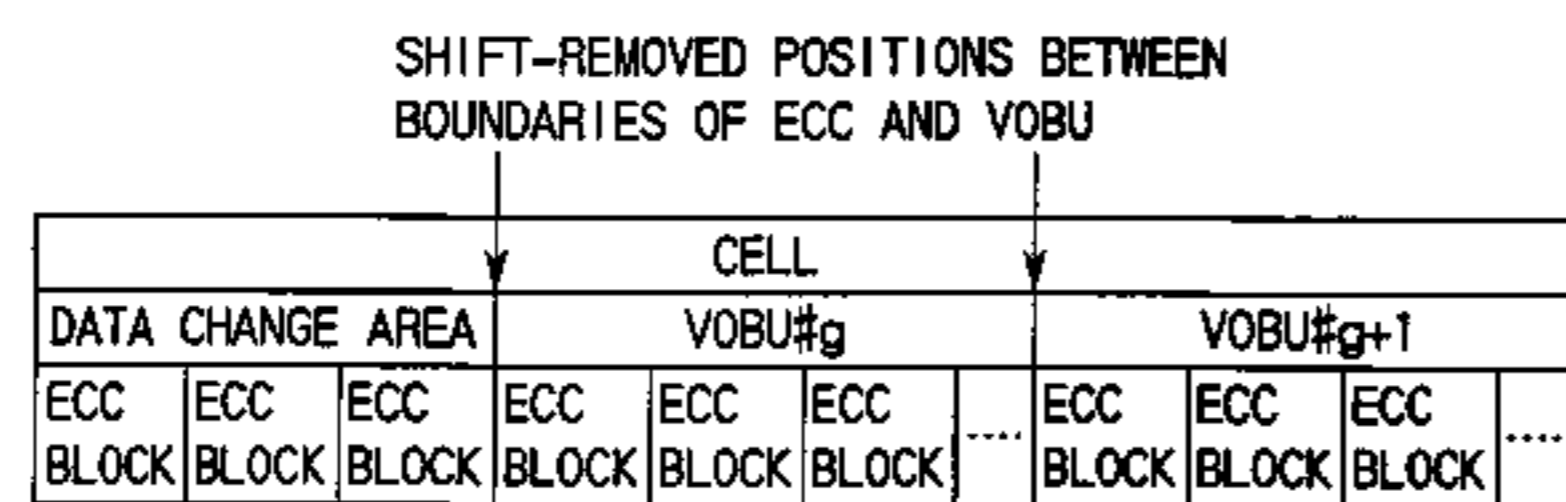 SHIFT-REMOVED POSITIONS BETWEEN
BOUNDARIES OF ECC AND VOBU
CELL
DATA CHANGE AREA VOBU#g VOBU#g+1
ECC ECC ECC ECC ECC ECC ECC ECC ECC
BLOCK BLOCK BLOCK BLOCK BLOCK BLOCK .... BLOCK BLOCK BLOCK ....